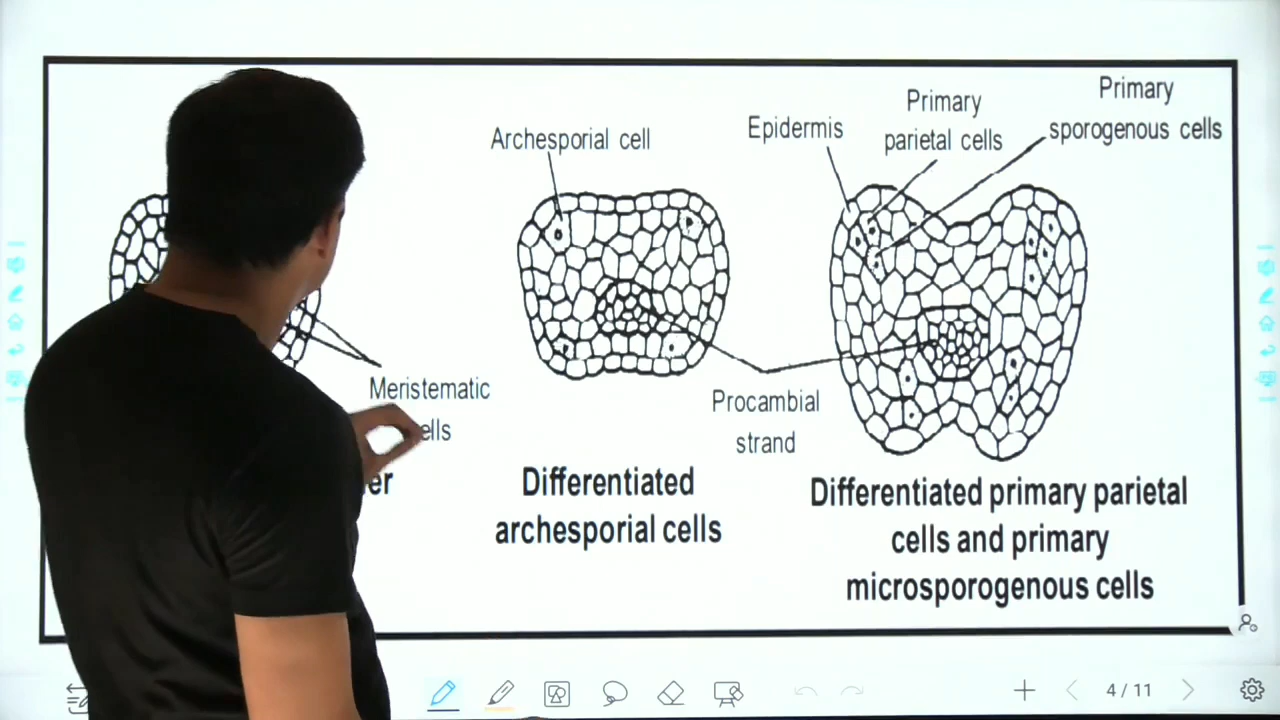 Primary
sporogenous cells
Primary
parietal cells
Epidermis
Archesporial cell
Meristematic
Procambial
strand
Differentiated
archesporial cells
Differentiated primary parietal
cells and primary
microsporogenous cells
4 / 11